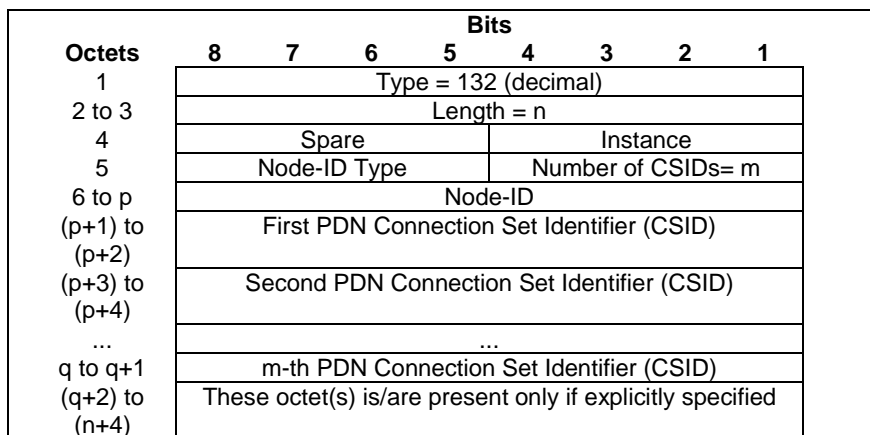 Bits
Octets 8 7 6 5 4 3 2 1
1 Type = 132 (decimal)
2 to 3 Length = n
4 Spare Instance
5 Node-ID Type Number of CSIDs= m
6 to p Node-ID
(p+1) to First PDN Connection Set Identifier (CSID)
(p+2)
(p+3) to Second PDN Connection Set Identifier (CSID)
(p+4)
... ...
q to q+1 m-th PDN Connection Set Identifier (CSID)
(q+2) to These octet(s) is/are present only if explicitly specified
(n+4)